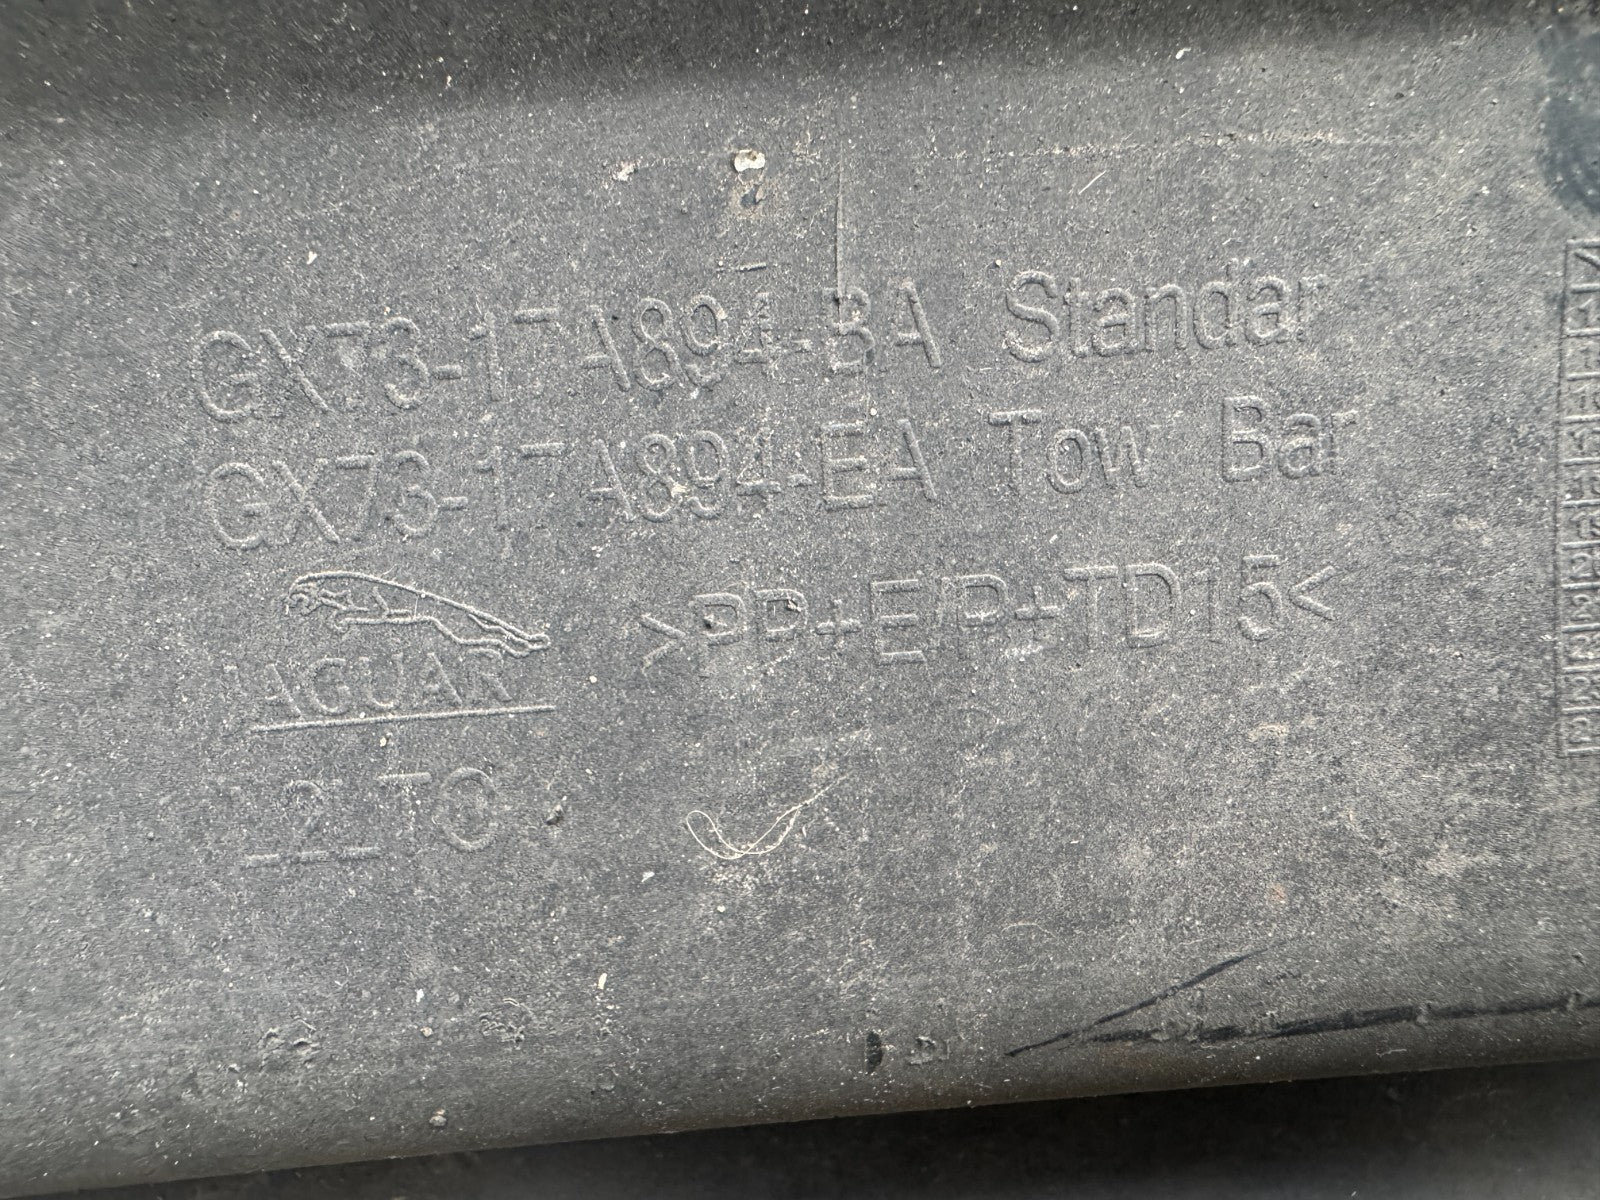 GX73-17A894-BA Standar
GX73-17A894-EA Tow Bar
>PP+E/P+TD15<
JAGUAR